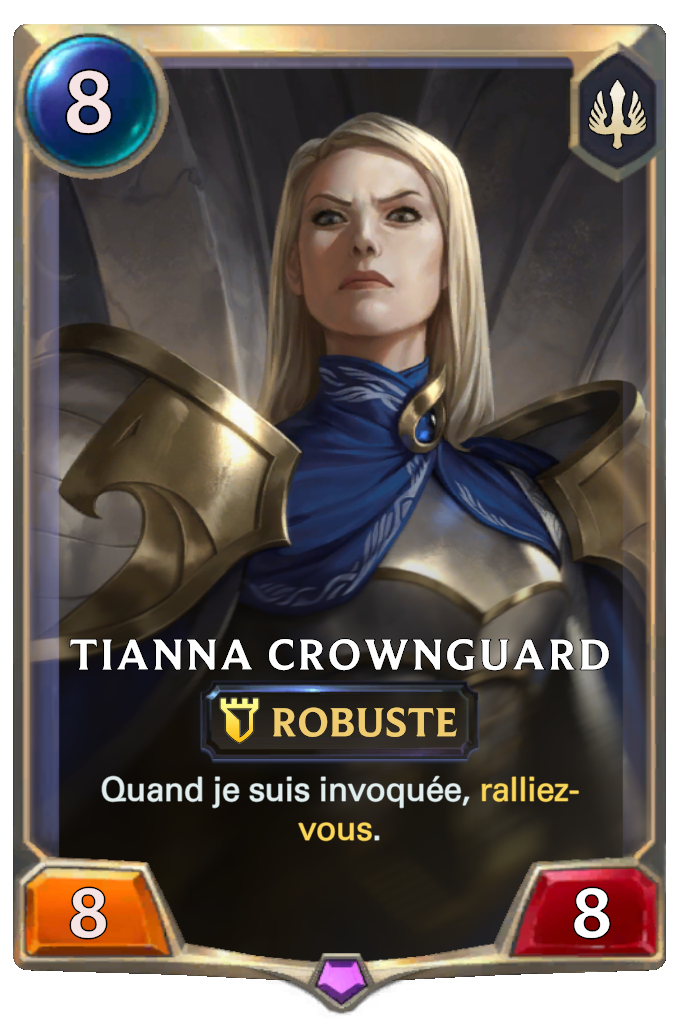 8
TIANNA CROWNGUARD
ROBUSTE
Quand je suis invoquée, ralliez-
vous.
8 8